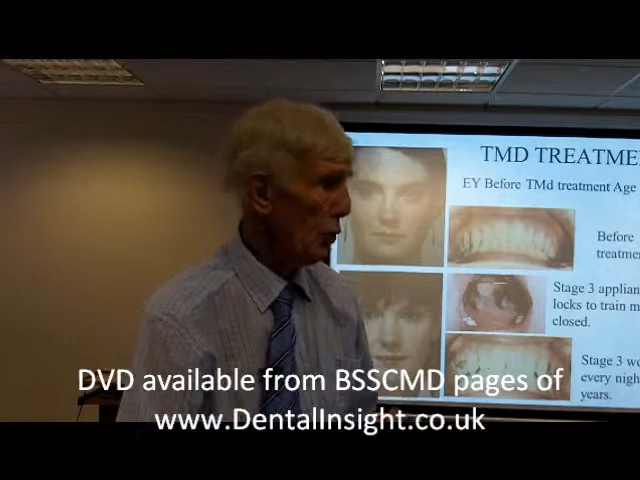 TMD TREATME
EY Before TMd treatment Age
Before
treatme
Stage 3 applian
locks to train m
closed.
Stage 3 we
every nigh
years.
DVD available from BSSCMD pages of
www.DentalInsight.co.uk